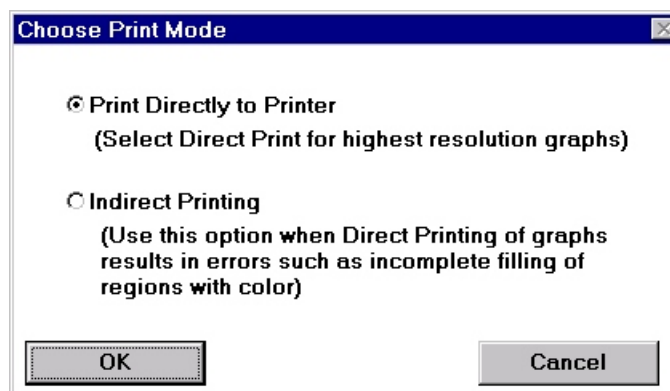 Choose Print Mode
Print Directly to Printer
(Select Direct Print for highest resolution graphs)
Indirect Printing
(Use this option when Direct Printing of graphs
results in errors such as incomplete filling of
regions with color)
OK
Cancel